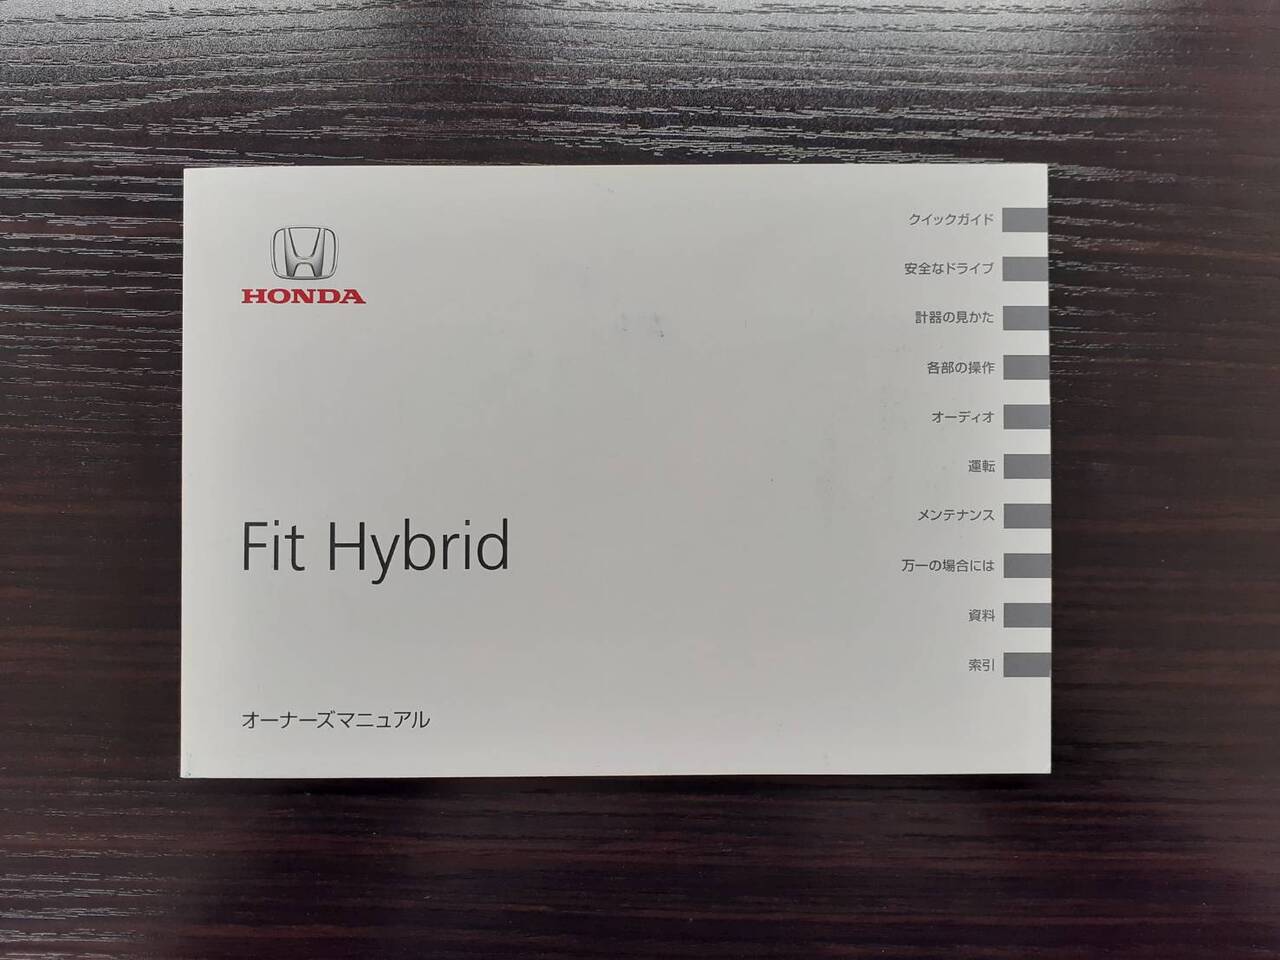 HONDA
Fit Hybrid
オーナーズマニュアル
クイックガイド
安全なドライブ
計器の見かた
各部の操作
オーディオ
運転
メンテナンス
万一の場合には
資料
索引